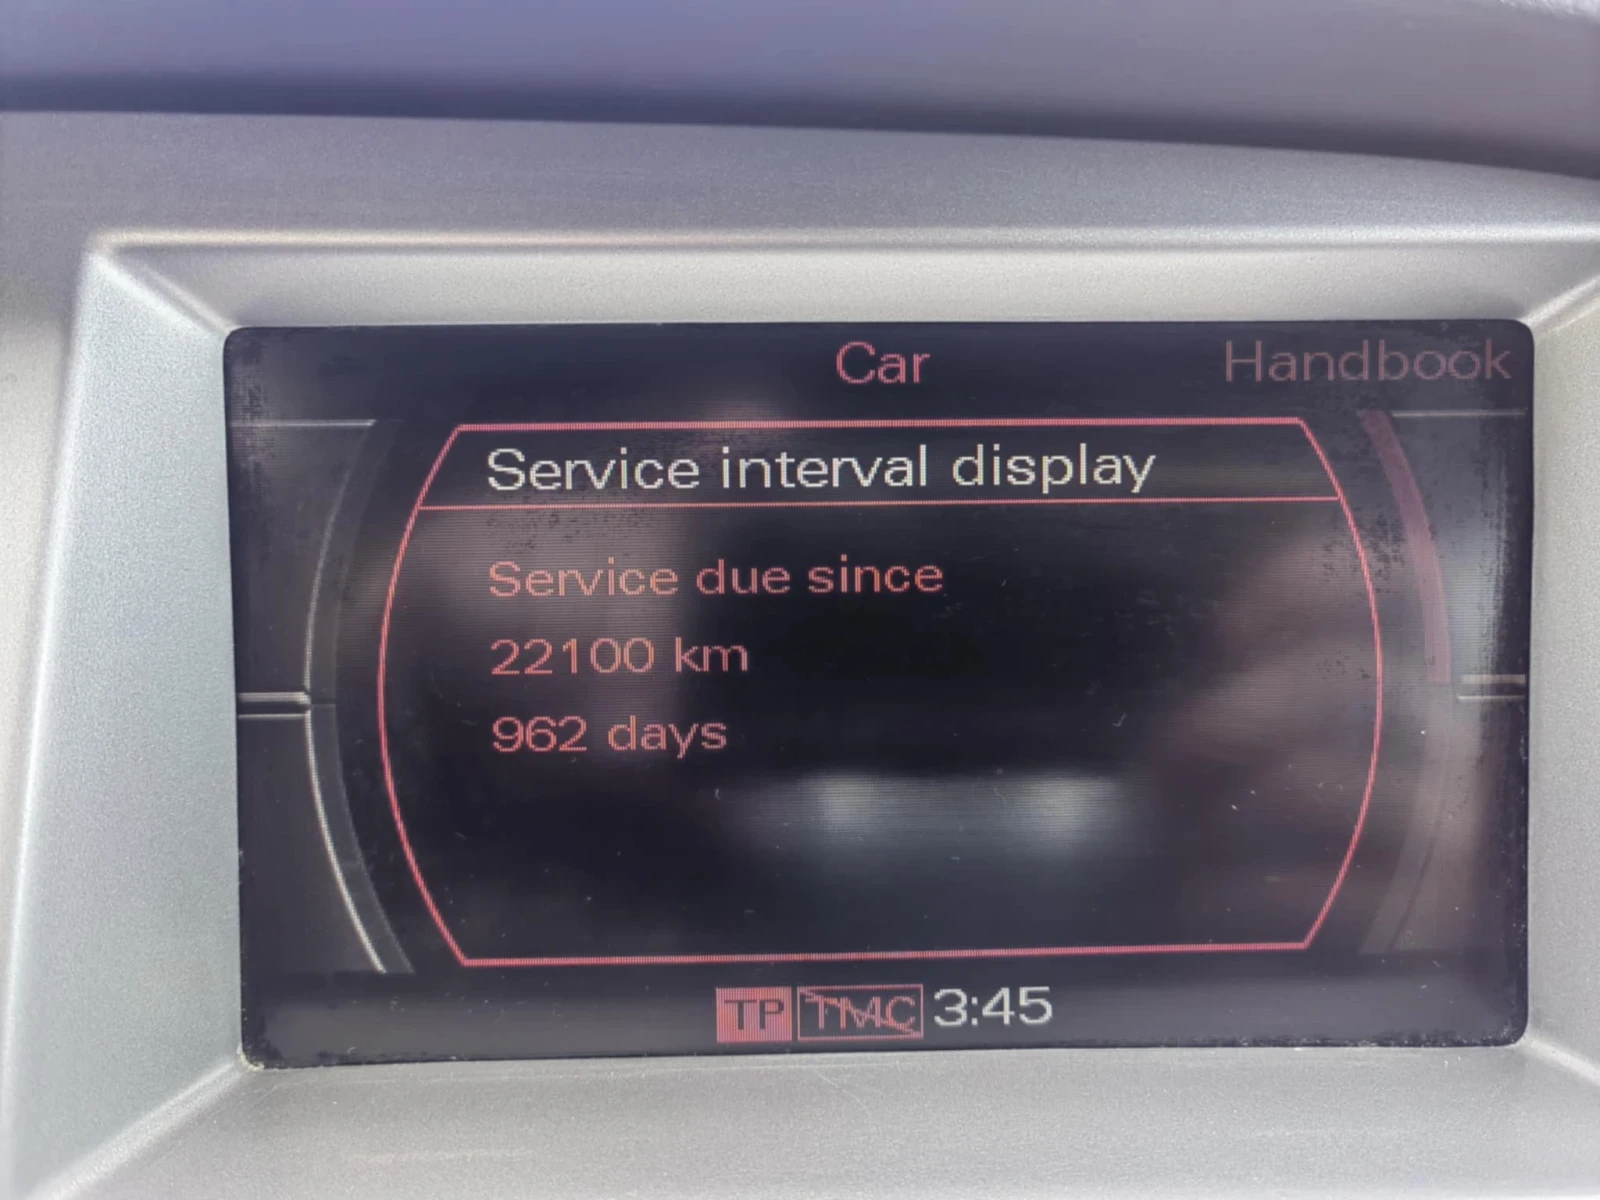 Car
Handbook
Service interval display
Service due since
22100 km
962 days
TP TMC 3:45